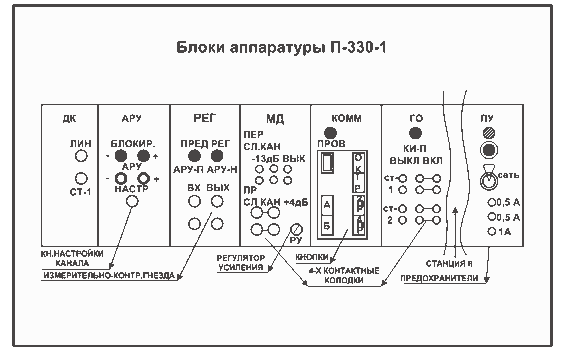 Блоки аппаратуры П-330-1
ДК
ЛИН
СТ-1
АРУ
БЛОКИР.
- +
АРУ
- +
НАСТР
РЕГ
ПРЕД РЕГ
АРУ-П АРУ-Н
ВХ ВЫХ
МД
ПЕР
СЛ.КАН
-13дБ ВЫК
ПР
СЛ КАН +4дБ
РУ
КОММ
ПРОВ
О
К
Т
Р
А
Б
ГО
КИ-П
ВЫКЛ ВКЛ
СТ-
1
СТ-
2
ПУ
сеть
0,5 А
0,5 А
1А
КН.НАСТРОЙКИ
КАНАЛА
ИЗМЕРИТЕЛЬНО-КОНТР.ГНЕЗДА
РЕГУЛЯТОР
УСИЛЕНИЯ
КНОПКИ
4-Х КОНТАКТНЫЕ
КОЛОДКИ
СТАНЦИЯ II
ПРЕДОХРАНИТЕЛИ